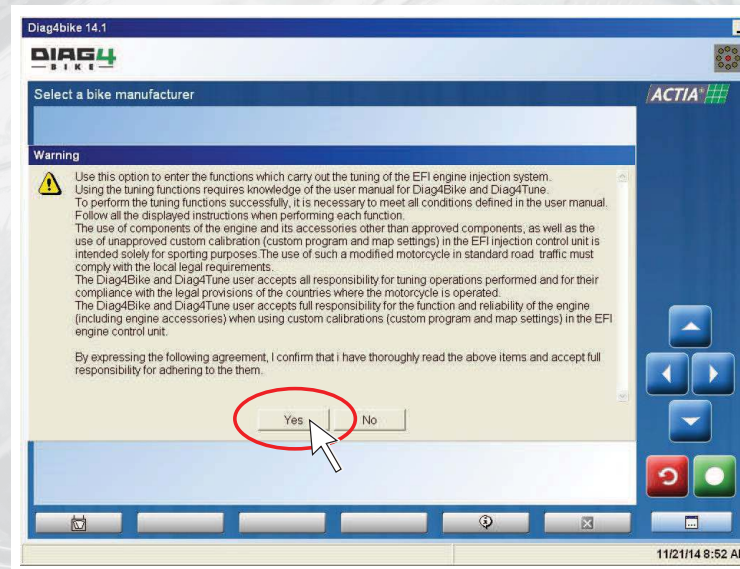 Diag4bike 14.1
DIAG4
BIKE
Select a bike manufacturer
ACTIA®
Warning
Use this option to enter the functions which carry out the tuning of the EFI engine injection system.
Using the tuning functions requires knowledge of the user manual for Diag4Bike and Diag4Tune.
To perform the tuning functions successfully, it is necessary to meet all conditions defined in the user manual.
Follow all the displayed instructions when performing each function.
The use of components of the engine and its accessories other than approved components, as well as the
use of unapproved custom calibration (custom program and map settings) in the EFI injection control unit is
intended solely for sporting purposes.The use of such a modified motorcycle in standard road traffic must
comply with the local legal requirements.
The Diag4Bike and Diag4Tune user accepts all responsibility for tuning operations performed and for their
compliance with the legal provisions of the countries where the motorcycle is operated.
The Diag4Bike and Diag4Tune user accepts full responsibility for the function and reliability of the engine
(including engine accessories) when using custom calibrations (custom program and map settings) in the EFI
engine control unit.
By expressing the following agreement, I confirm that i have thoroughly read the above items and accept full
responsibility for adhering to the them.
Yes No
11/21/14 8:52 A